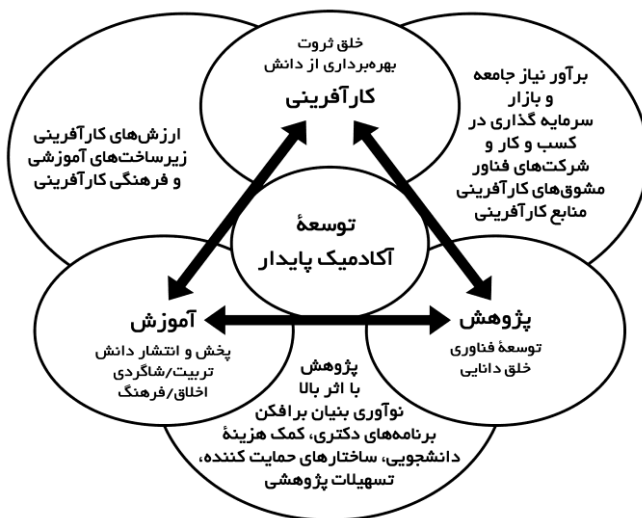 خلق ثروت
بهره‌برداری از دانش
کارآفرینی
برآور نیاز جامعه
و بازار
سرمایه گذاری در
کسب و کار و
شرکت‌های فناور
مشوق‌های کارآفرینی
منابع کارآفرینی
ارزش‌های کارآفرینی
زیرساخت‌های آموزشی
و فرهنگی کارآفرینی
توسعهٔ
آکادمیک پایدار
پژوهش
توسعهٔ فناوری
خلق دانایی
آموزش
پخش و انتشار دانش
تربیت/شاگردی
اخلاق/فرهنگ
پژوهش
با اثر بالا
نوآوری بنیان برافکن
برنامه‌های دکتری، کمک هزینهٔ
دانشجویی، ساختارهای حمایت کننده،
تسهیلات پژوهشی